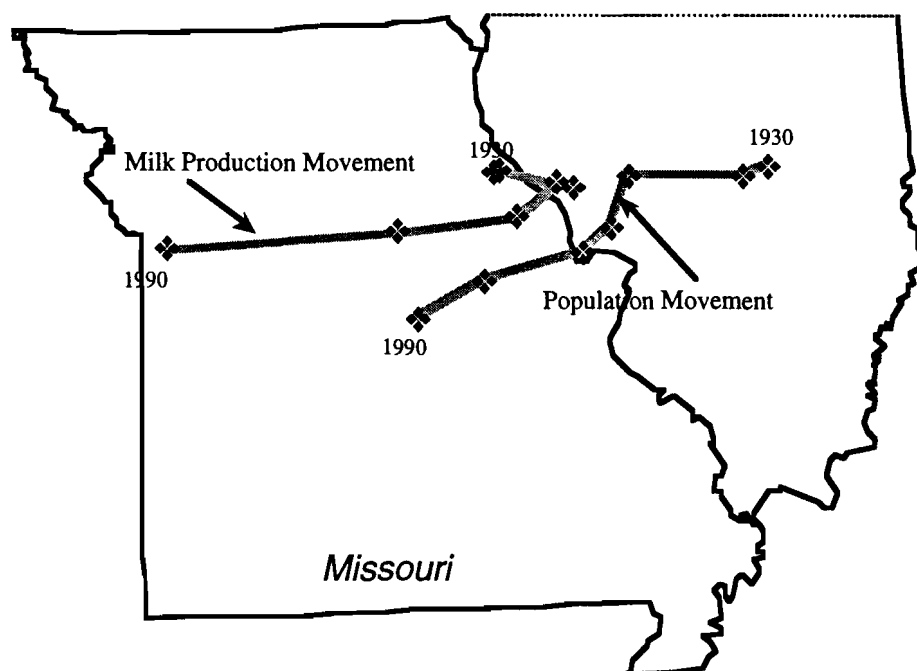 1930
1930
Milk Production Movement
1990
Population Movement
1990
Missouri